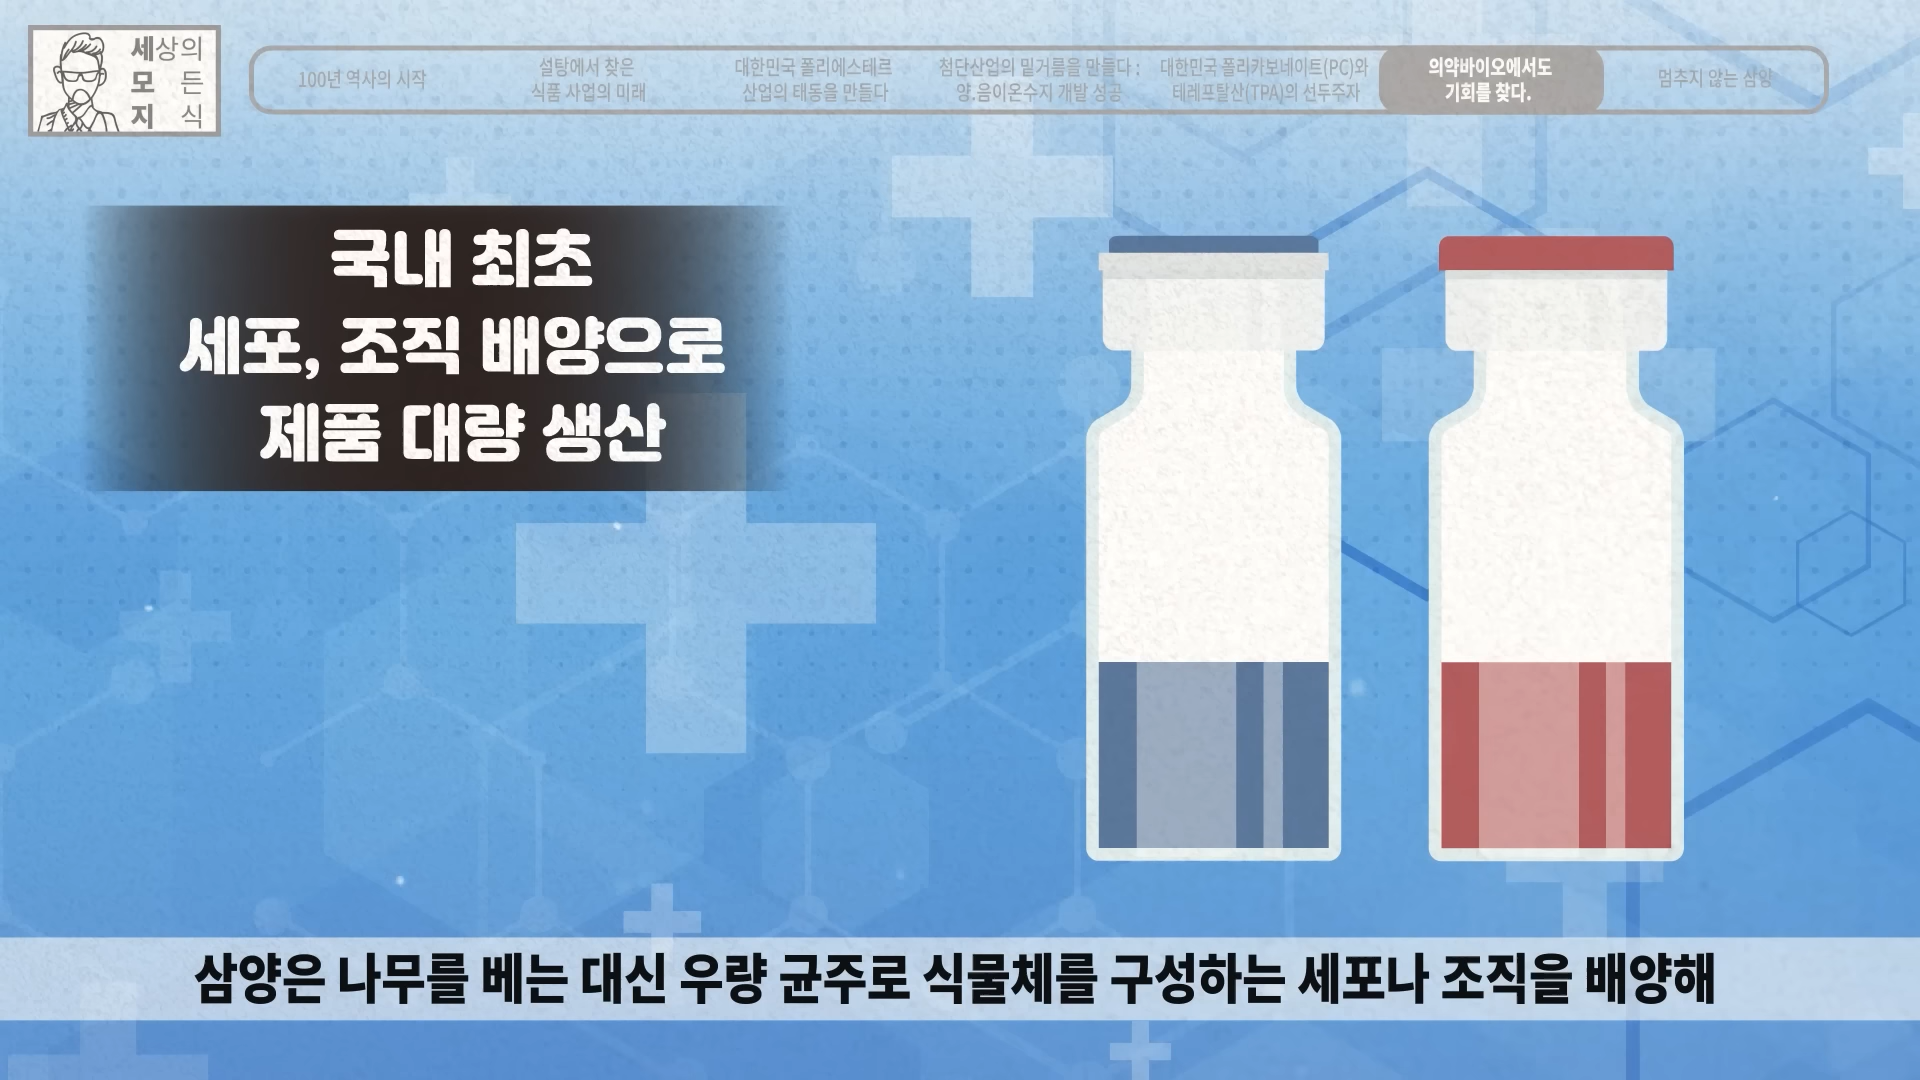 세상의
모 든
지 식
100년 역사의 시작
설탕에서 찾은
식품 사업의 미래
대한민국 폴리에스테르
산업의 태동을 만들다
첨단산업의 밑거름을 만들다 :
양.음이온수지 개발 성공
대한민국 폴리카보네이트(PC)와
테레프탈산(TPA)의 선두주자
의약바이오에서도
기회를 찾다.
멈추지 않는 삼양
국내 최초
세포, 조직 배양으로
제품 대량 생산
삼양은 나무를 베는 대신 우량 균주로 식물체를 구성하는 세포나 조직을 배양해